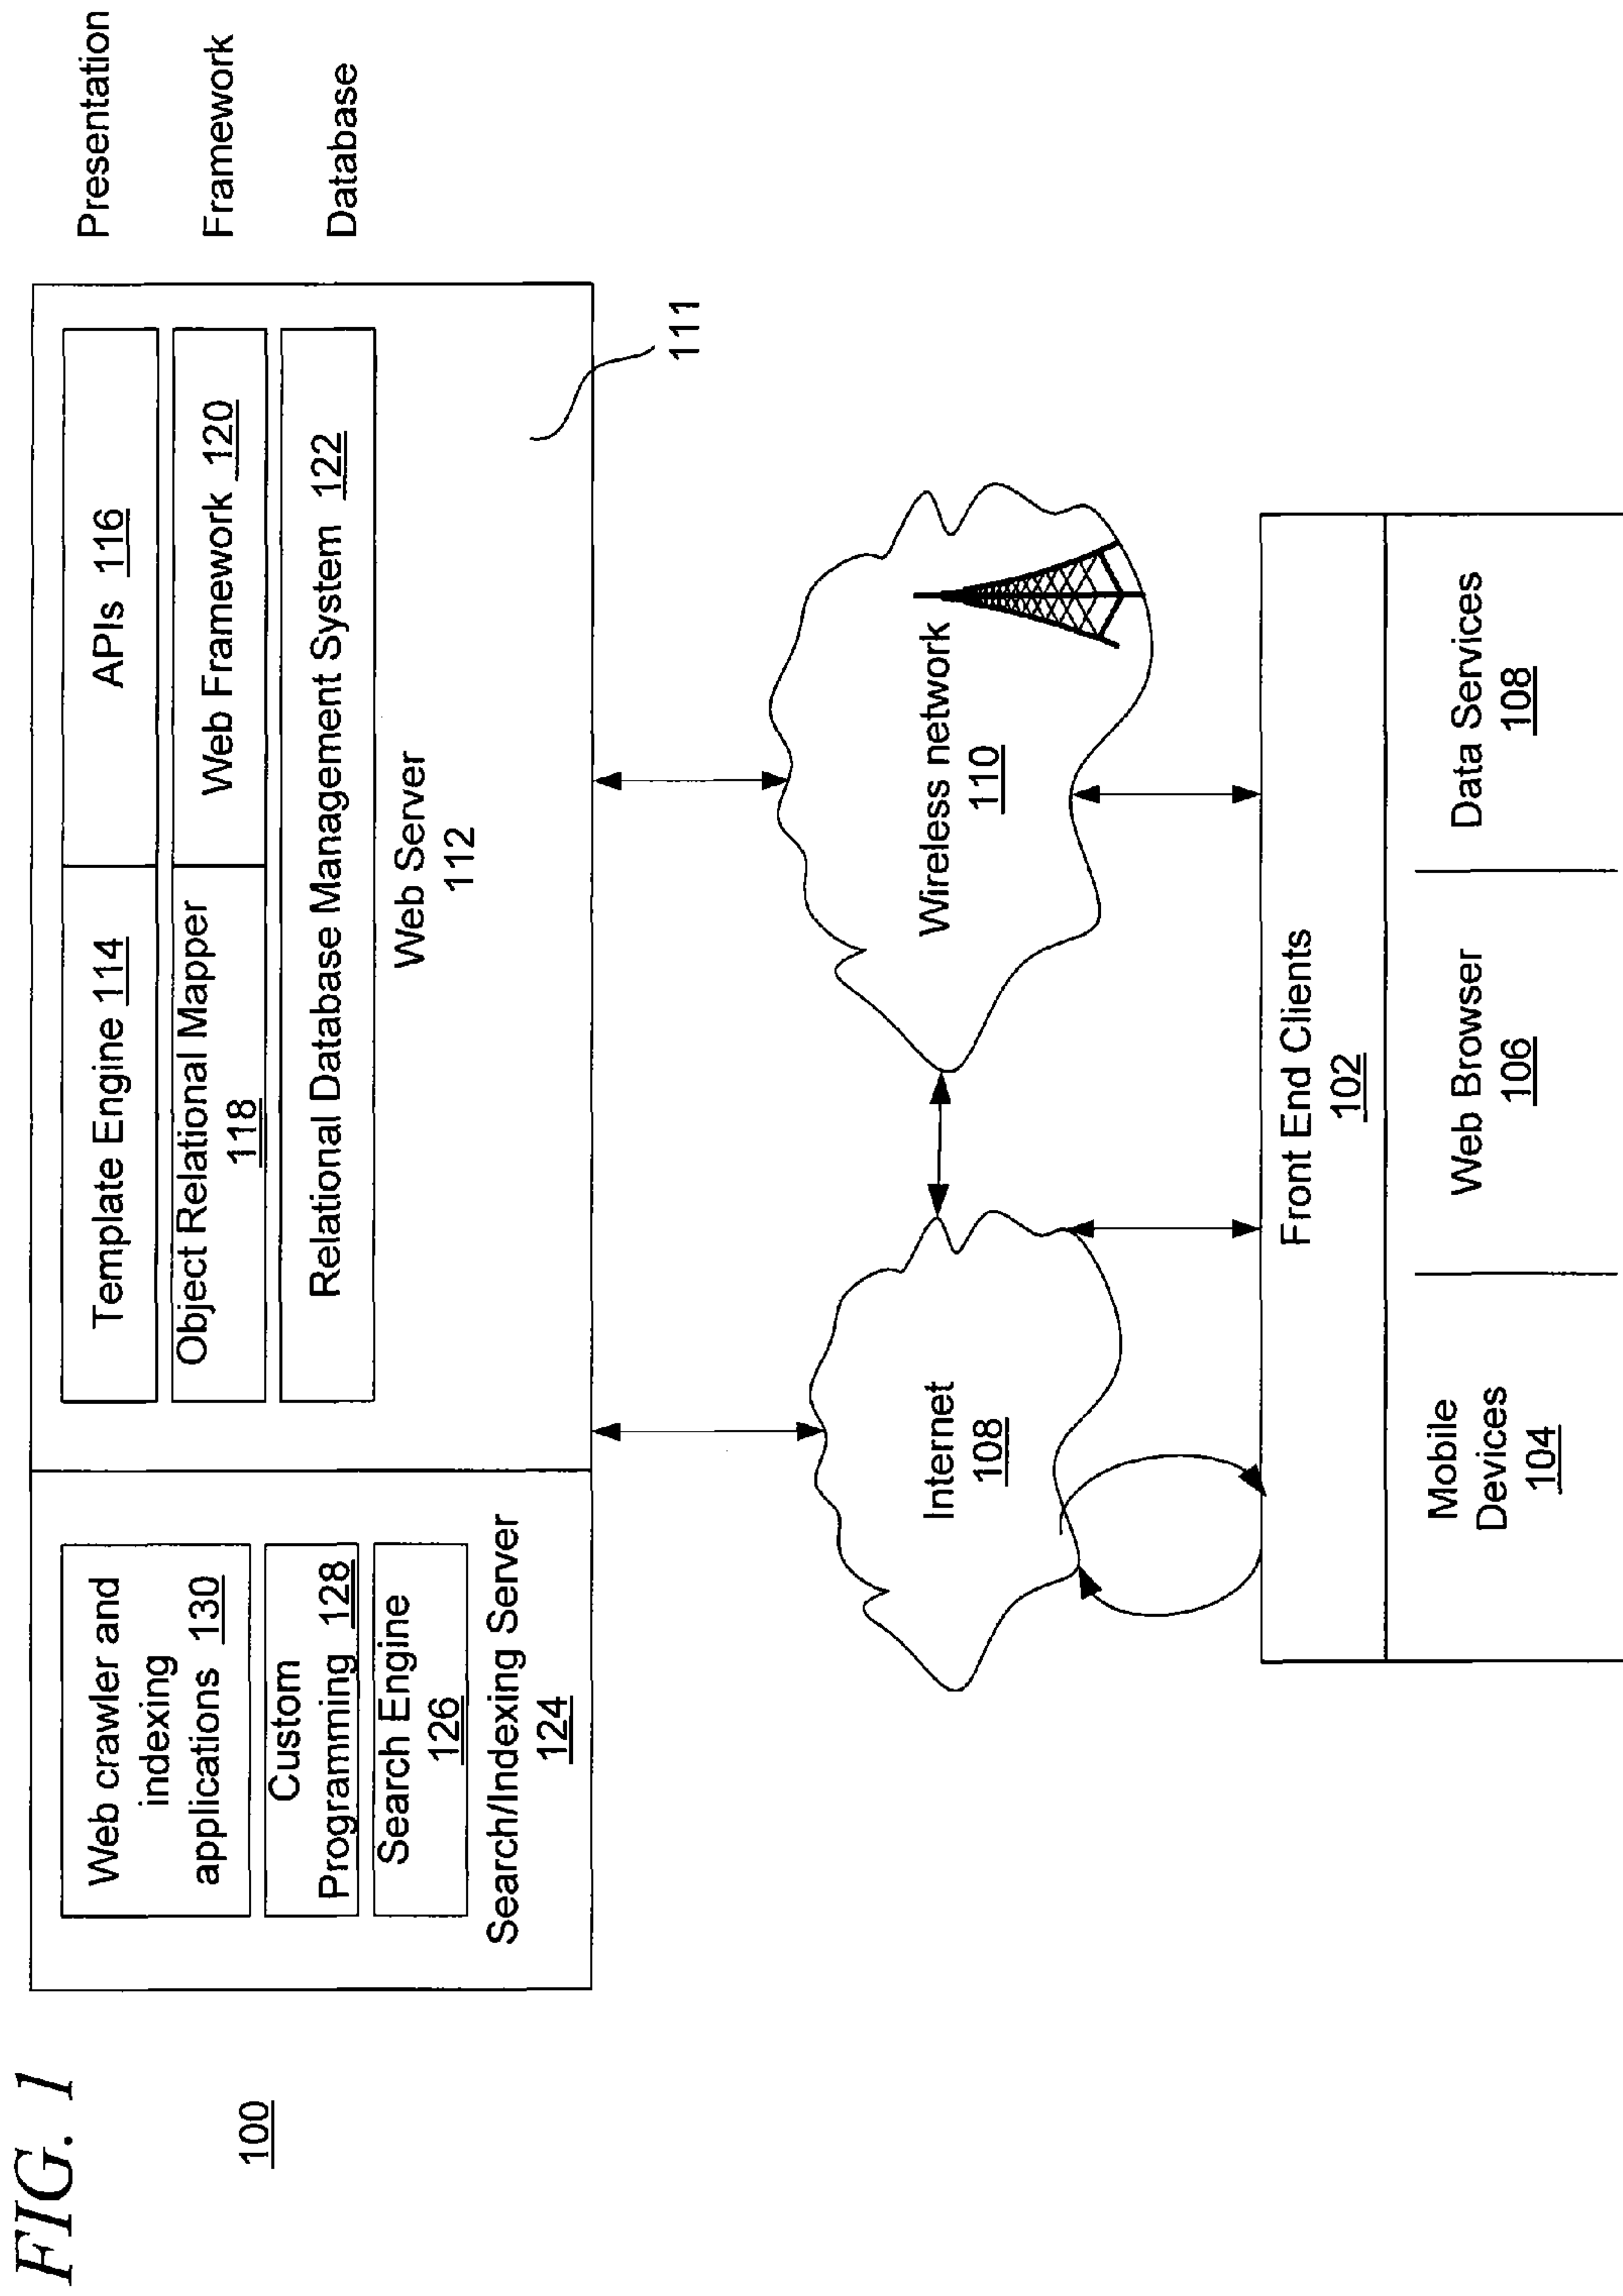 FIG. 1
100
Web crawler and
indexing
applications 130
Custom
Programming 128
Search Engine
126
Search/Indexing Server
124
Template Engine 114
APIs 116
Presentation
Object Relational Mapper
118
Web Framework 120
Framework
Relational Database Management System 122
Database
Web Server
112
111
Internet
108
Wireless network
110
Front End Clients
102
Mobile
Devices
104
Web Browser
106
Data Services
108